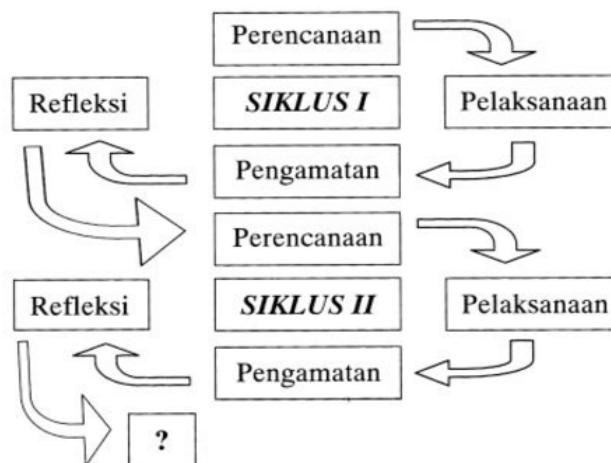 Perencanaan
Refleksi
SIKLUS I
Pelaksanaan
Pengamatan
Perencanaan
Refleksi
SIKLUS II
Pelaksanaan
Pengamatan
?